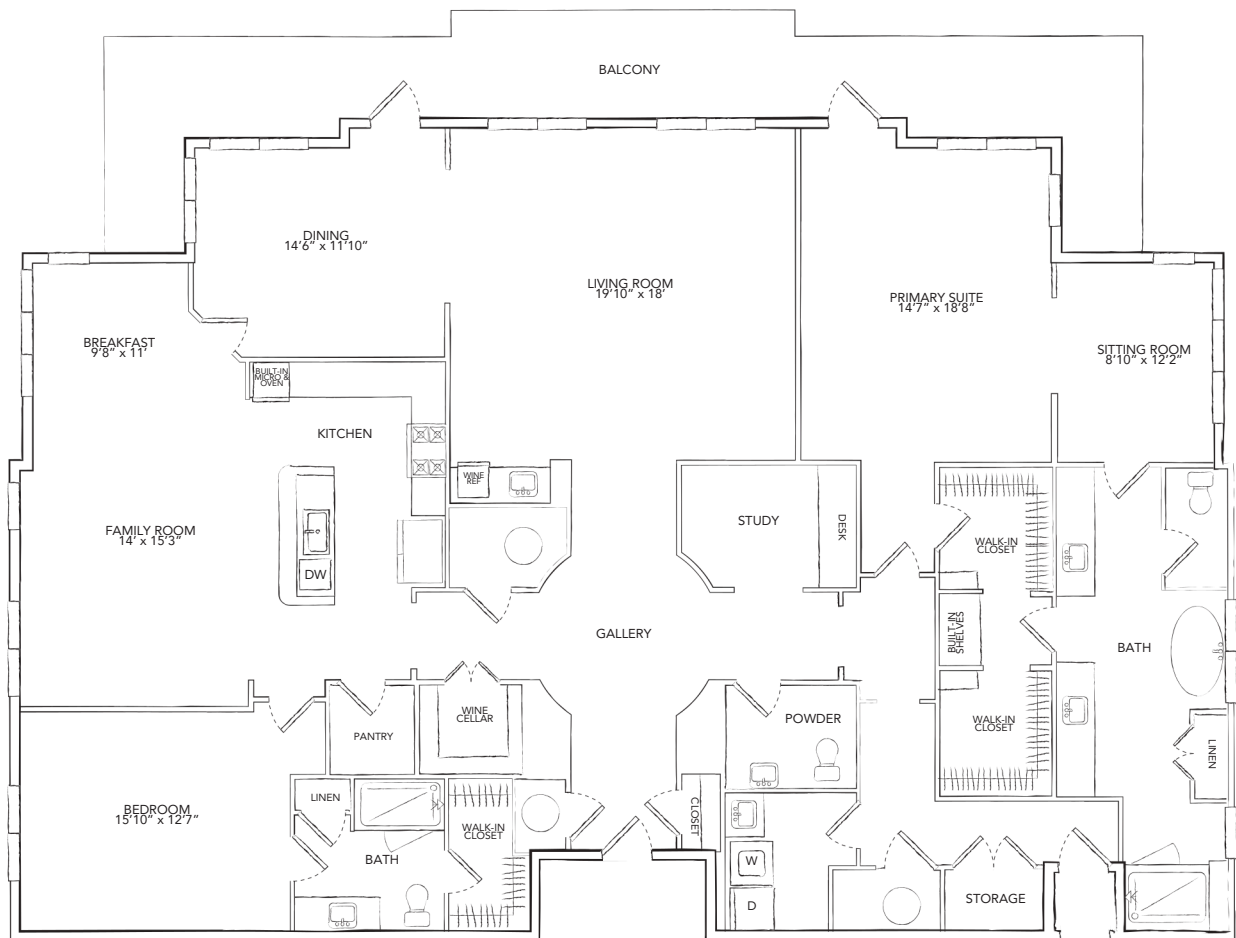 BALCONY
DINING
14'6" x 11'10"
LIVING ROOM
19'10" x 18'
PRIMARY SUITE
14'7" x 18'8"
BREAKFAST
9'8" x 11'
SITTING ROOM
8'10" x 12'2"
BUILT-IN
MICRO &
OVEN
KITCHEN
WINE
REF
STUDY
DESK
FAMILY ROOM
14' x 15'3"
WALK-IN
CLOSET
DW
GALLERY
BUILT-IN
SHELVES
BATH
WINE
CELLAR
POWDER
WALK-IN
CLOSET
PANTRY
LINEN
LINEN
BEDROOM
15'10" x 12'7"
CLOSET
WALK-IN
CLOSET
BATH
W
D
STORAGE